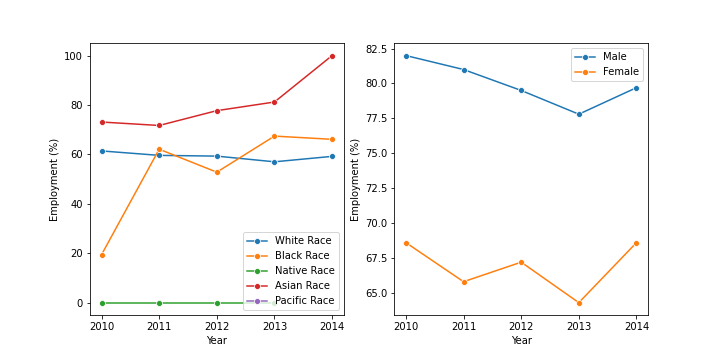 100
80
60
40
20
0
Employment (%)
2010 2011 2012 2013 2014
Year
White Race
Black Race
Native Race
Asian Race
Pacific Race
82.5
80.0
77.5
75.0
72.5
70.0
67.5
65.0
Employment (%)
2010 2011 2012 2013 2014
Year
Male
Female